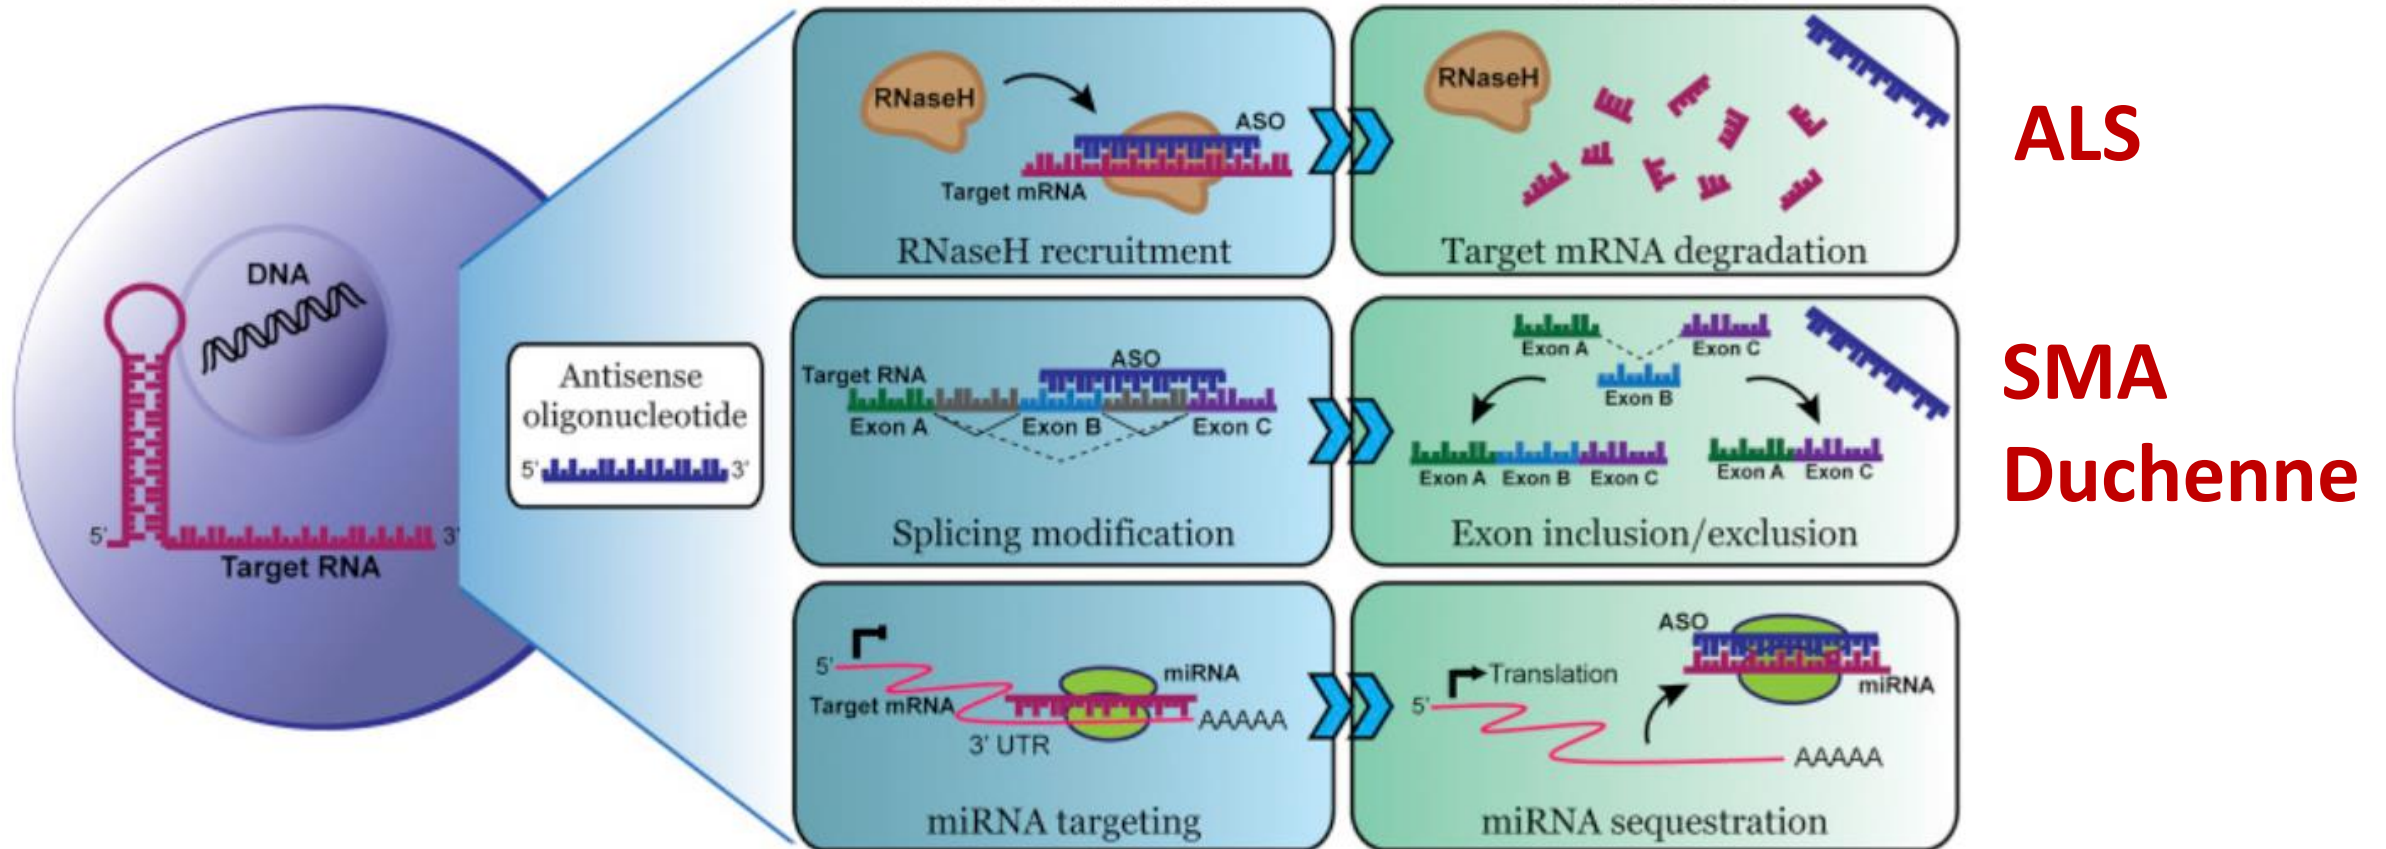 DNA
5'
3'
Target RNA
Antisense
oligonucleotide
5'
3'
RNaseH
ASO
Target mRNA
RNaseH recruitment
RNaseH
Target mRNA degradation
ALS
Target RNA
ASO
Exon A
Exon B
Exon C
Splicing modification
Exon A
Exon C
Exon B
Exon A Exon B Exon C
Exon A Exon C
Exon inclusion/exclusion
SMA
Duchenne
5'
miRNA
Target mRNA
AAAAA
3' UTR
miRNA targeting
ASO
Translation
miRNA
5'
AAAAA
miRNA sequestration